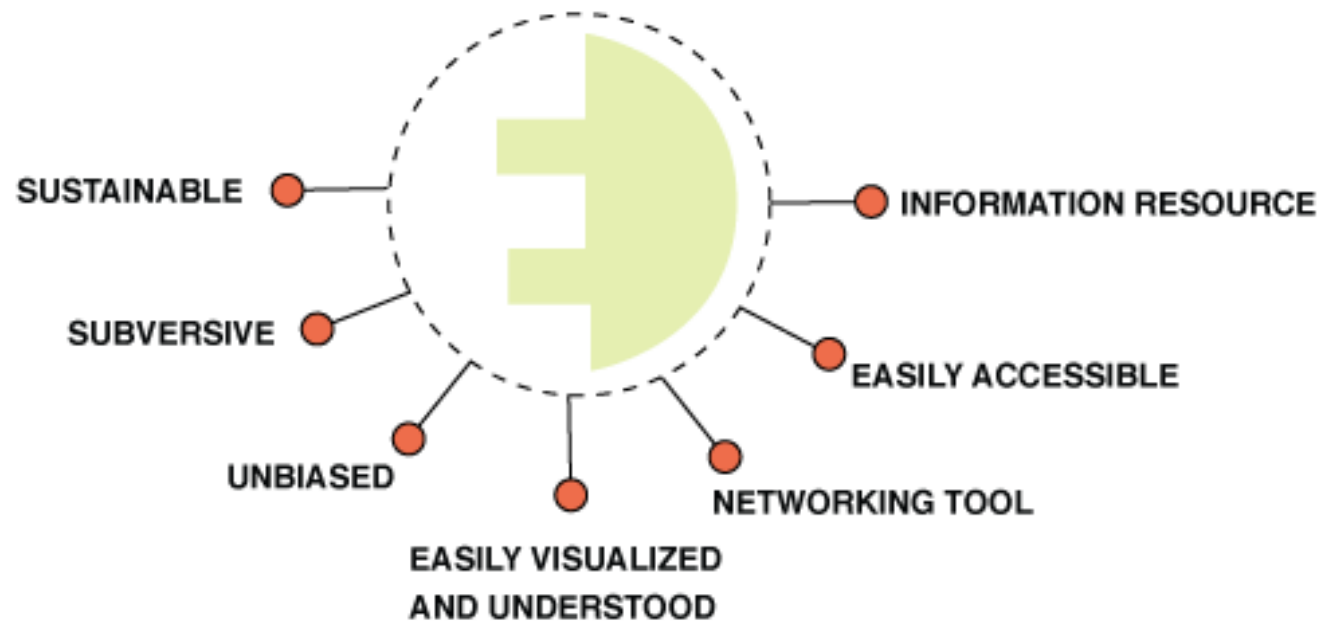 SUSTAINABLE
INFORMATION RESOURCE
SUBVERSIVE
EASILY ACCESSIBLE
UNBIASED
NETWORKING TOOL
EASILY VISUALIZED
AND UNDERSTOOD